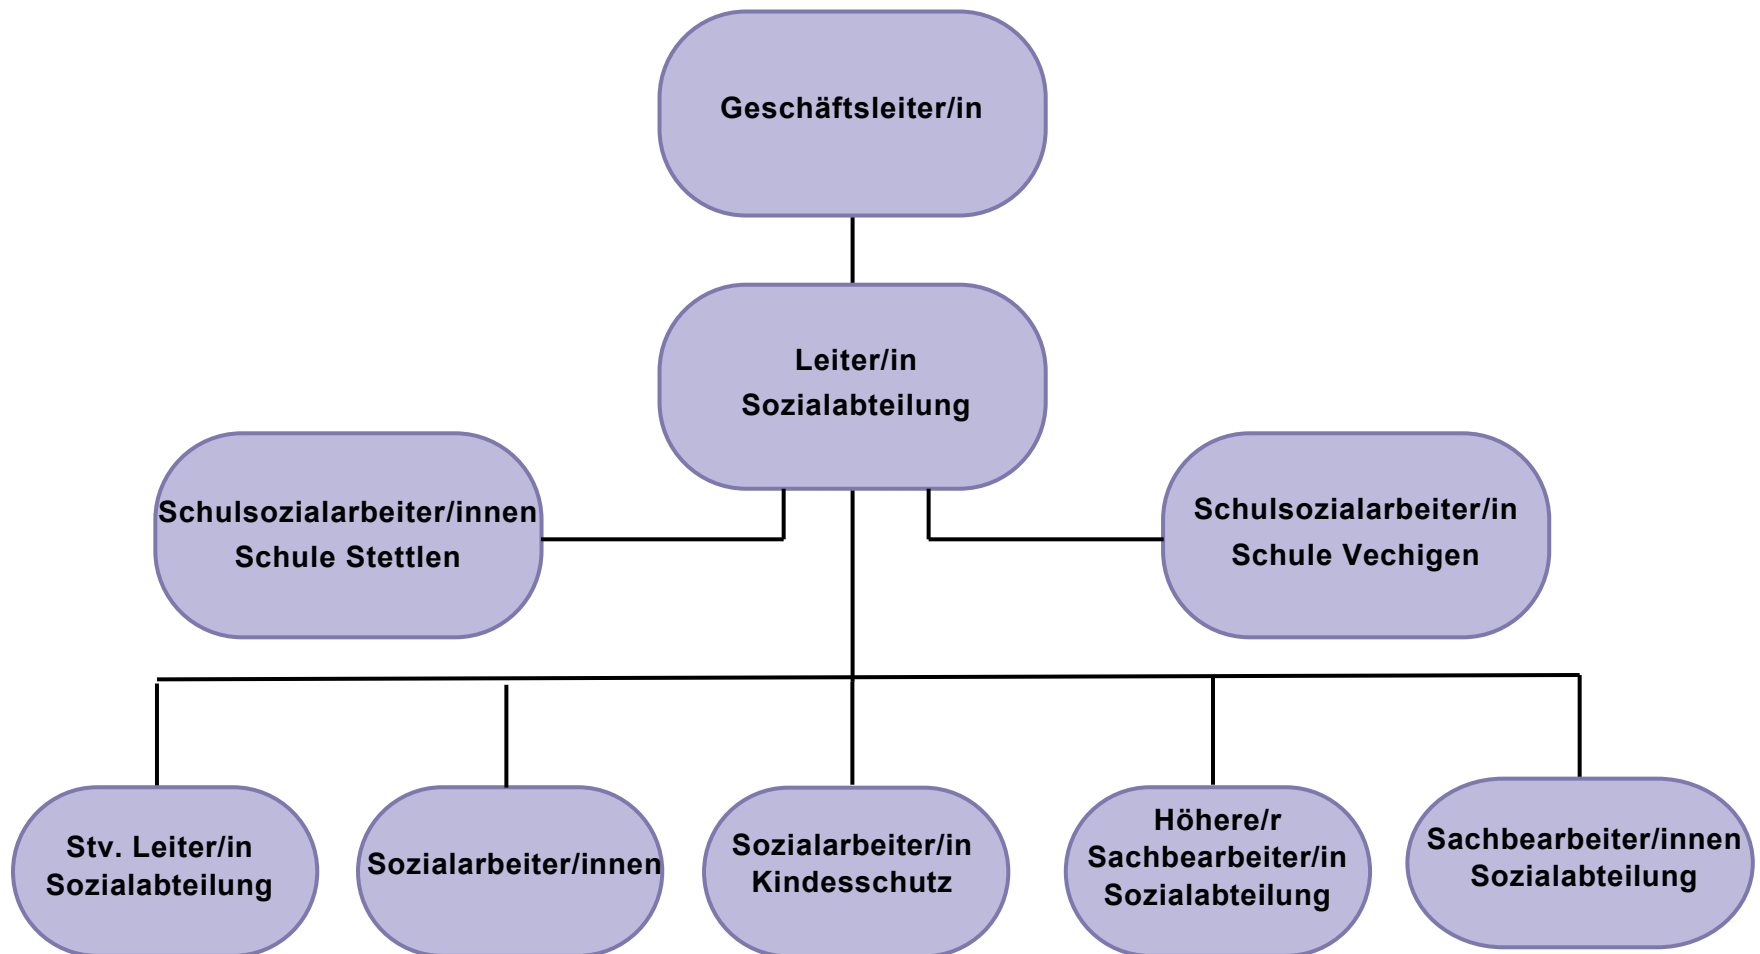 Geschäftsleiter/in
Leiter/in
Sozialabteilung
Schulsozialarbeiter/innen
Schule Stettlen
Schulsozialarbeiter/in
Schule Vechigen
Stv. Leiter/in
Sozialabteilung
Sozialarbeiter/innen
Sozialarbeiter/in
Kindesschutz
Höhere/r
Sachbearbeiter/in
Sozialabteilung
Sachbearbeiter/innen
Sozialabteilung